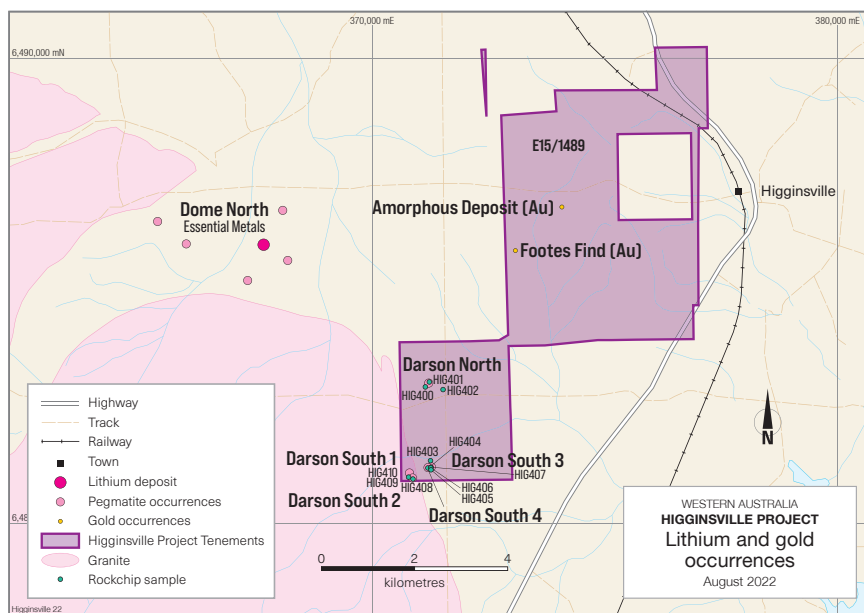 370,000 mE
380,000 mE
6,490,000 mN
E15/1489
Higginsville
Dome North
Essential Metals
Amorphous Deposit (Au)
Footes Find (Au)
Darson North
HIG401
HIG400
HIG402
HIG404
HIG403
Darson South 1
Darson South 3
HIG410
HIG407
HIG409
HIG408
HIG406
HIG405
Darson South 2
Darson South 4
6,48
Highway
Track
Railway
Town
Lithium deposit
Pegmatite occurrences
Gold occurrences
Higginsville Project Tenements
Granite
Rockchip sample
0 2 4
kilometres
N
WESTERN AUSTRALIA
HIGGINSVILLE PROJECT
Lithium and gold
occurrences
August 2022
Higginsville 22